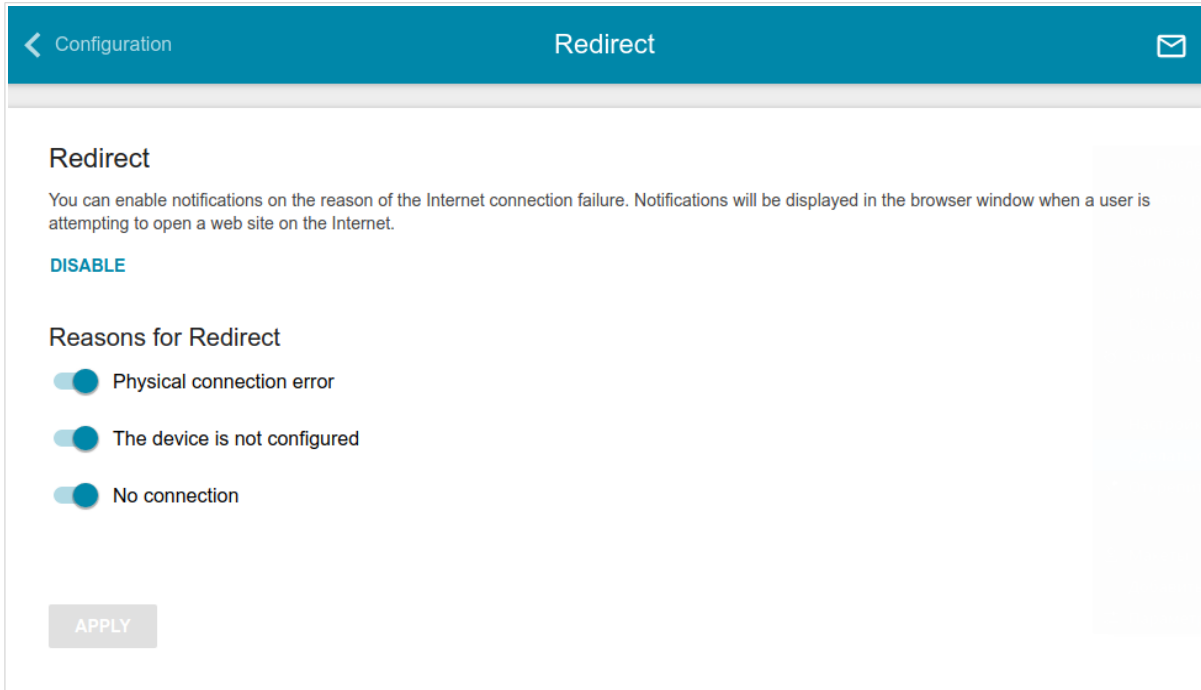 Configuration
Redirect
Redirect
You can enable notifications on the reason of the Internet connection failure. Notifications will be displayed in the browser window when a user is
attempting to open a web site on the Internet.
DISABLE
Reasons for Redirect
Physical connection error
The device is not configured
No connection
APPLY